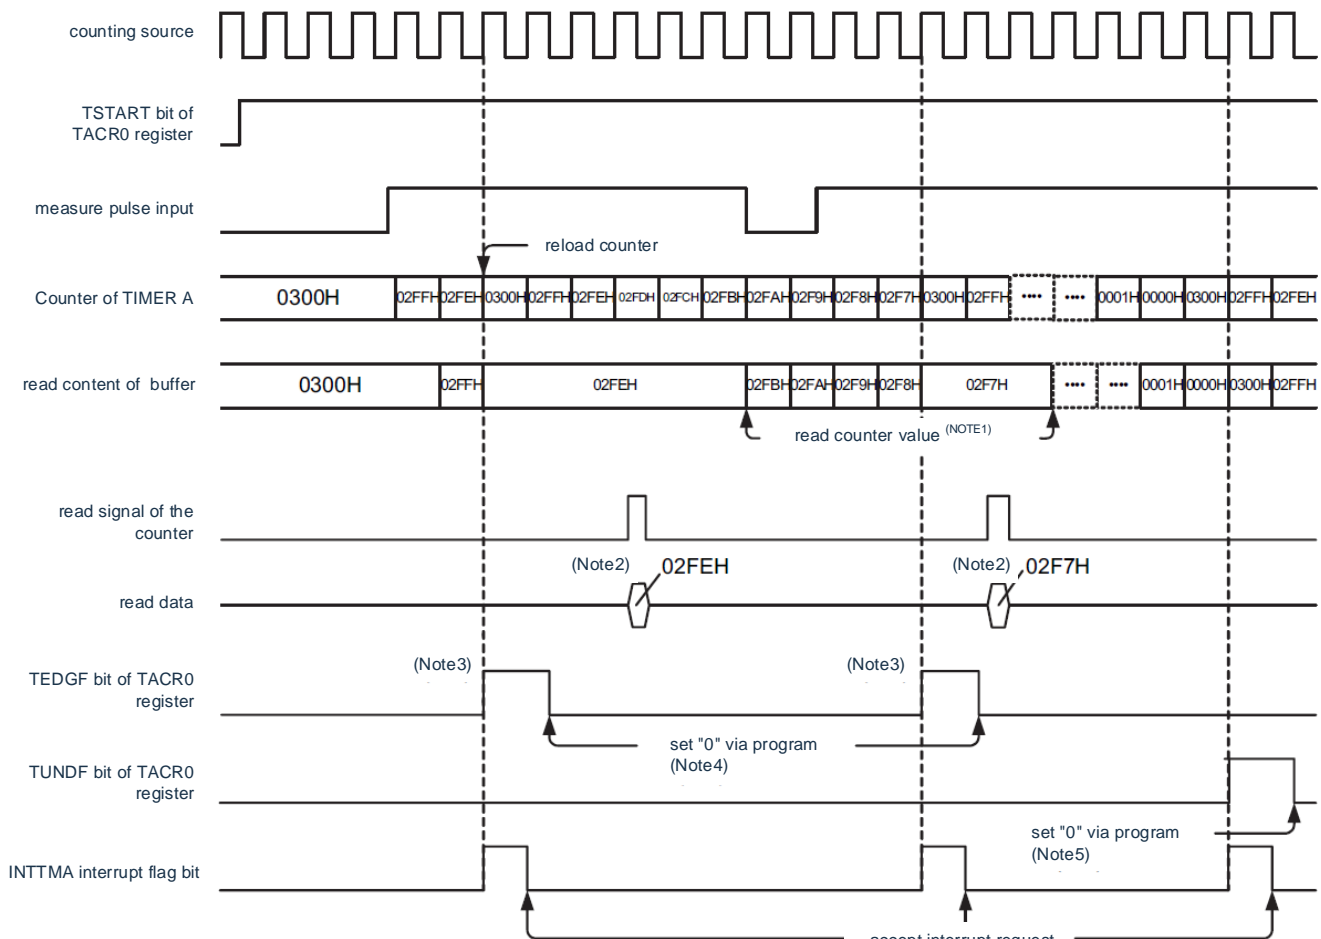 counting source
TSTART bit of
TACR0 register
measure pulse input
reload counter
Counter of TIMER A
0300H 02FFH 02FEH 0300H 02FFH 02FEH 02FDH 02FCH 02FBH 02FAH 02F9H 02F8H 02F7H 0300H 02FFH •••• •••• 0001H 0000H 0300H 02FFH 02FEH
read content of buffer
0300H 02FFH 02FEH 02FBH 02FAH 02F9H 02F8H 02F7H •••• •••• 0001H 0000H 0300H 02FFH
read counter value (NOTE1)
read signal of the
counter
(Note2) 02FEH (Note2) 02F7H
read data
(Note3) (Note3)
TEDGF bit of TACR0
register
set "0" via program
(Note4)
TUNDF bit of TACR0
register
set "0" via program
(Note5)
INTTMA interrupt flag bit
accept interrupt request